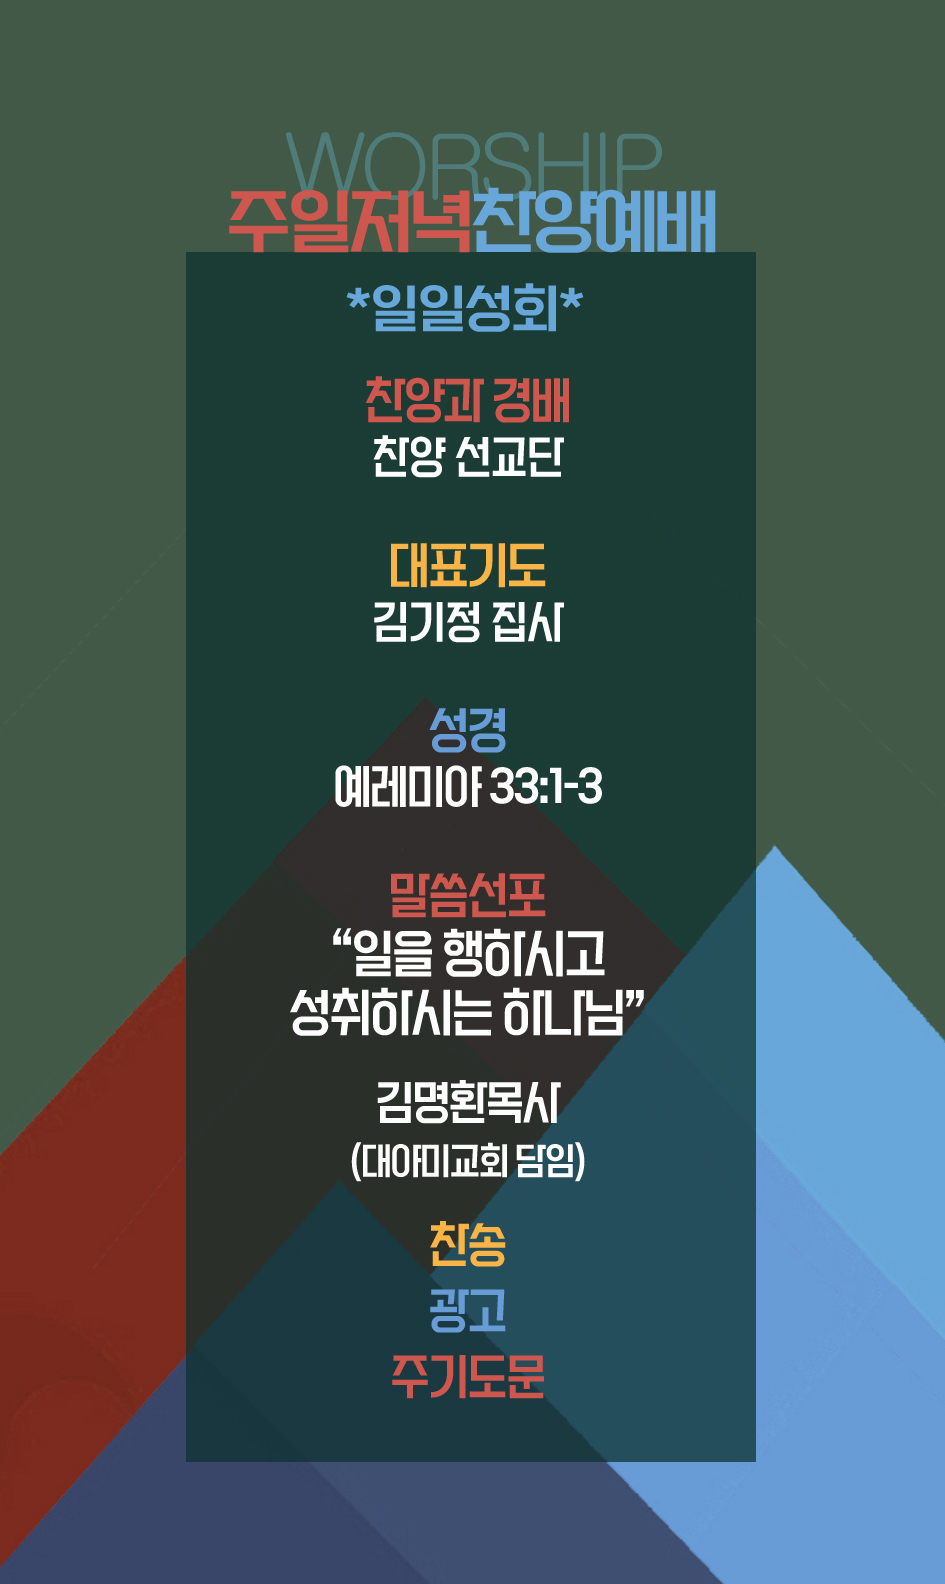 WORSHIP
주일저녁찬양예배
*일일성회*
찬양과 경배
찬양 선교단
대표기도
김기정 집사
성경
예레미야 33:1-3
말씀선포
“일을 행하시고
성취하시는 하나님”
김명환목사
(대야미교회 담임)
찬송
광고
주기도문